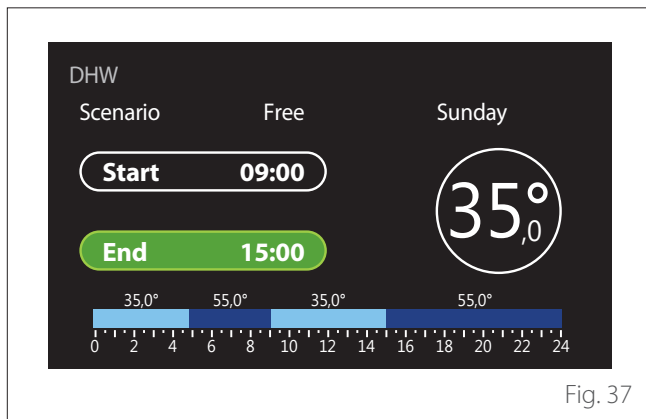 DHW
Scenario Free Sunday
Start 09:00
35,0°
End 15:00
35,0° 55,0° 35,0° 55,0°
0 2 4 6 8 10 12 14 16 18 20 22 24
Fig. 37